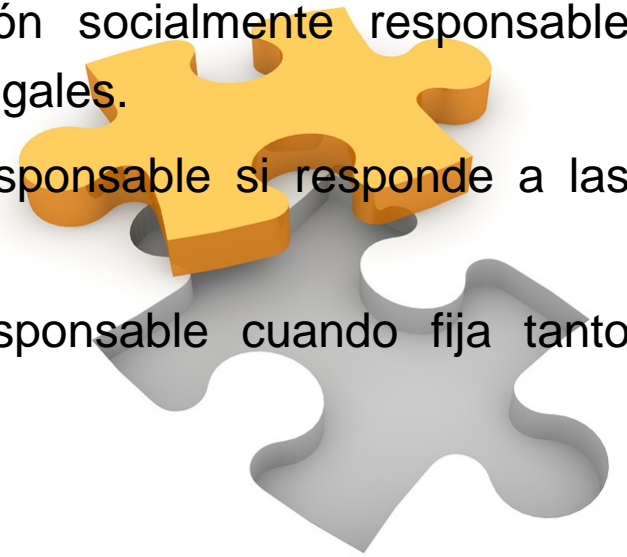 ón socialmente responsable
gales.
sponsable si responde a las
sponsable cuando fija tanto